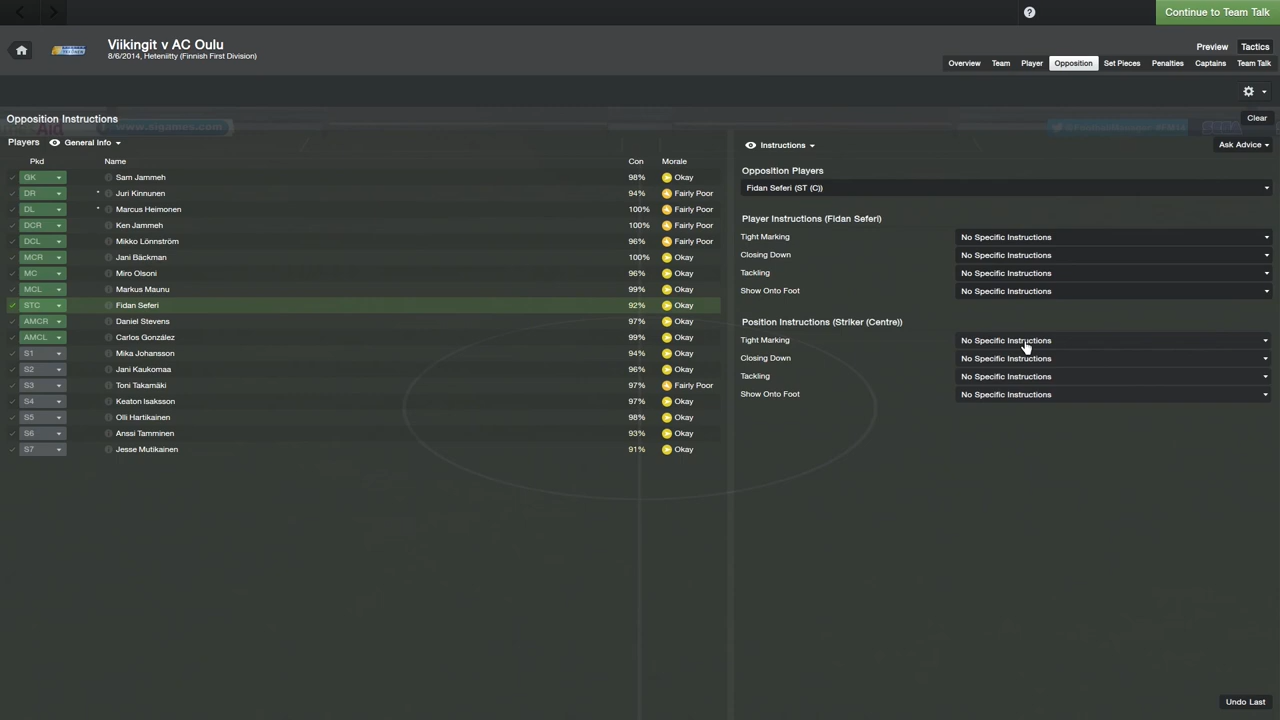 Continue to Team Talk
Viikingit v AC Oulu
8/6/2014, Heteniitty (Finnish First Division)
Preview Tactics
Overview Team Player Opposition Set Pieces Penalties Captains Team Talk
Opposition Instructions
www.sigames.com
Clear
Players General Info
Instructions
Ask Advice
Pkd Name Con Morale
GK Sam Jammeh 98% Okay
DR Juri Kinnunen 94% Fairly Poor
DL Marcus Heimonen 100% Fairly Poor
DCR Ken Jammeh 100% Fairly Poor
DCL Mikko Lönnström 96% Fairly Poor
MCR Jani Bäckman 100% Okay
MC Miro Olsoni 96% Okay
MCL Markus Maunu 99% Okay
STC Fidan Seferi 92% Okay
AMCR Daniel Stevens 97% Okay
AMCL Carlos González 99% Okay
S1 Mika Johansson 94% Okay
S2 Jani Kaukomaa 96% Okay
S3 Toni Takamäki 97% Fairly Poor
S4 Keaton Isaksson 97% Okay
S5 Olli Hartikainen 98% Okay
S6 Anssi Tamminen 93% Okay
S7 Jesse Mutikainen 91% Okay
Opposition Players
Fidan Seferi (ST (C))
Player Instructions (Fidan Seferi)
Tight Marking No Specific Instructions
Closing Down No Specific Instructions
Tackling No Specific Instructions
Show Onto Foot No Specific Instructions
Position Instructions (Striker (Centre))
Tight Marking No Specific Instructions
Closing Down No Specific Instructions
Tackling No Specific Instructions
Show Onto Foot No Specific Instructions
Undo Last